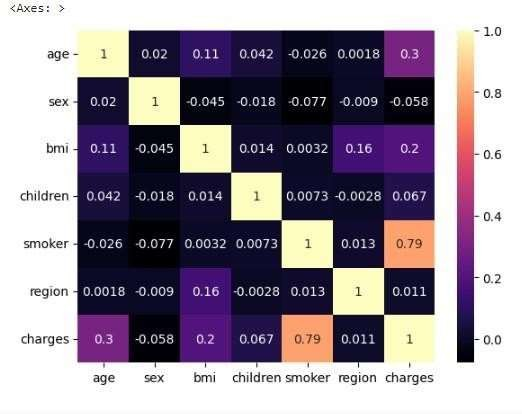 <Axes: >
1.0
age 1 0.02 0.11 0.042 -0.026 0.0018 0.3
sex 0.02 1 -0.045 -0.018 -0.077 -0.009 -0.058
0.8
bmi 0.11 -0.045 1 0.014 0.0032 0.16 0.2
0.6
children 0.042 -0.018 0.014 1 0.0073 -0.0028 0.067
0.4
smoker -0.026 -0.077 0.0032 0.0073 1 0.013 0.79
0.2
region 0.0018 -0.009 0.16 -0.0028 0.013 1 0.011
charges 0.3 -0.058 0.2 0.067 0.79 0.011 1
0.0
age sex bmi children smoker region charges